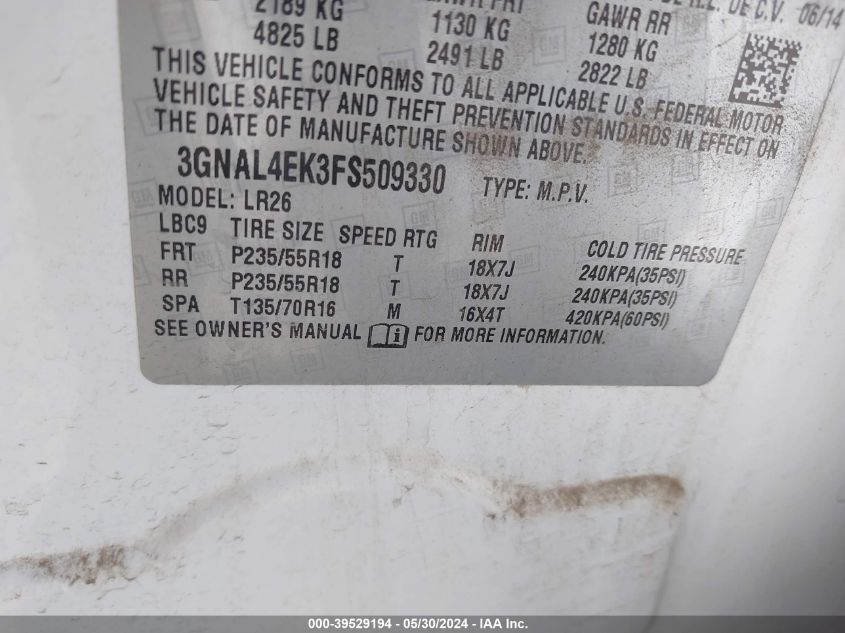 2189 KG 1130 KG GAWR RR DE C.V. 06/14
4825 LB 2491 LB 1280 KG
2822 LB
THIS VEHICLE CONFORMS TO ALL APPLICABLE U.S. FEDERAL MOTOR
VEHICLE SAFETY AND THEFT PREVENTION STANDARDS IN EFFECT ON
THE DATE OF MANUFACTURE SHOWN ABOVE.
3GNAL4EK3FS509330 TYPE: M.P.V.
MODEL: LR26
LBC9 TIRE SIZE SPEED RTG RIM COLD TIRE PRESSURE
FRT P235/55R18 T 18X7J 240KPA(35PSI)
RR P235/55R18 T 18X7J 240KPA(35PSI)
SPA T135/70R16 M 16X4T 420KPA(60PSI)
SEE OWNER'S MANUAL FOR MORE INFORMATION.
000-39529194 - 05/30/2024 - IAA Inc.